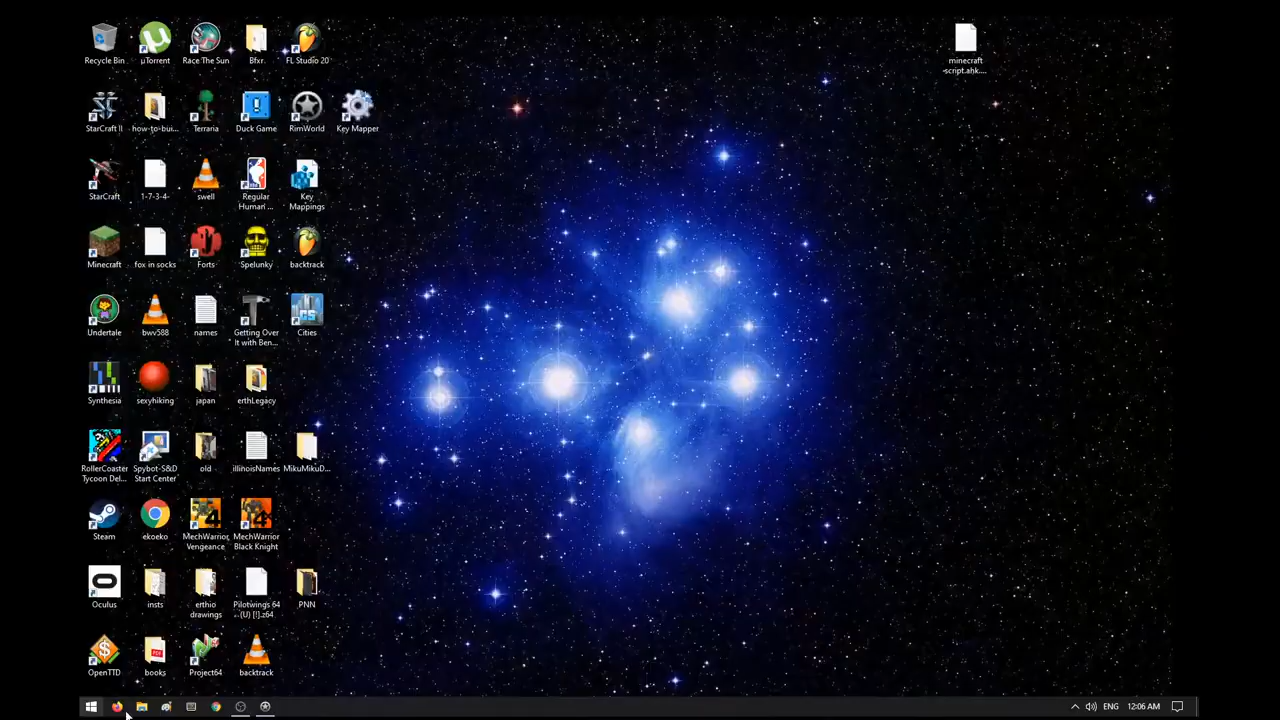 Recycle Bin
µTorrent
Race The Sun
Bfxr
FL Studio 20
minecraft
script.ahk....
StarCraft II
how-to-bui...
Terraria
Duck Game
RimWorld
Key Mapper
StarCraft
1-7-3-4-
swell
Regular
Human ...
Key
Mappings
Minecraft
fox in socks
Forts
Spelunky
backtrack
Undertale
bwv588
names
Getting Over
It with Ben...
Cities
Synthesia
sexyhiking
japan
erthLegacy
RollerCoaster
Tycoon Del...
Spybot-S&D
Start Center
old
illinoisNames
MikuMikuD...
Steam
ekoeko
MechWarrior
Vengeance
MechWarrior
Black Knight
Oculus
insts
erthio
drawings
Pilotwings 64
(U) [!].z64
PNN
OpenTTD
books
Project64
backtrack
ENG
12:06 AM